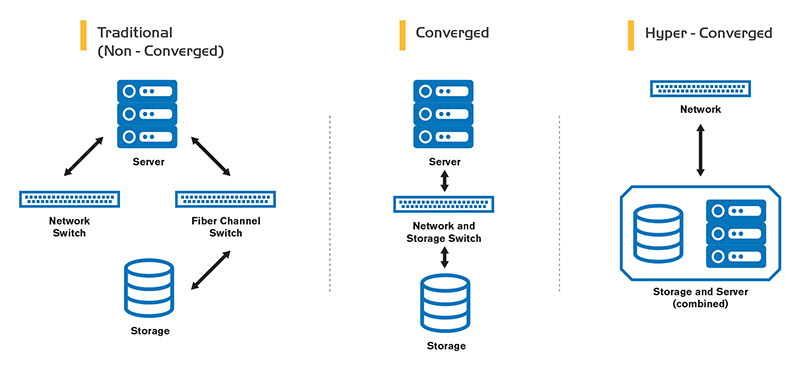 Traditional
(Non - Converged)
Server
Network
Switch
Fiber Channel
Switch
Storage
Converged
Server
Network and
Storage Switch
Storage
Hyper - Converged
Network
Storage and Server
(combined)